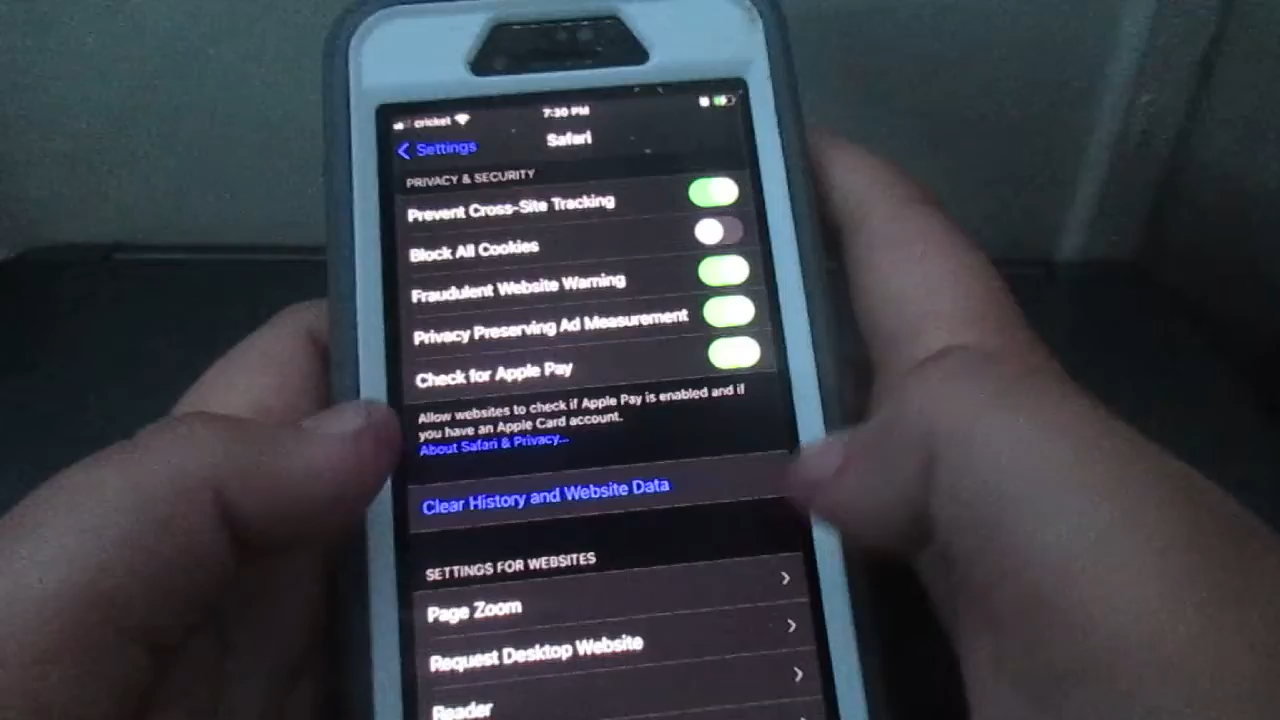 cricket 7:30 PM
Settings Safari
PRIVACY & SECURITY
Prevent Cross-Site Tracking
Block All Cookies
Fraudulent Website Warning
Privacy Preserving Ad Measurement
Check for Apple Pay
Allow websites to check if Apple Pay is enabled and if
you have an Apple Card account.
About Safari & Privacy...
Clear History and Website Data
SETTINGS FOR WEBSITES
Page Zoom
Request Desktop Website
Reader